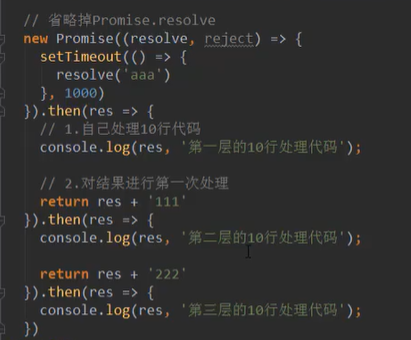 // 省略掉Promise.resolve
new Promise((resolve, reject) => {
setTimeout(() => {
resolve('aaa')
}, 1000)
}).then(res => {
// 1.自己处理10行代码
console.log(res, '第一层的10行处理代码');
// 2.对结果进行第一次处理
return res + '111'
}).then(res => {
console.log(res, '第二层的10行处理代码');
return res + '222'
}).then(res => {
console.log(res, '第三层的10行处理代码');
})